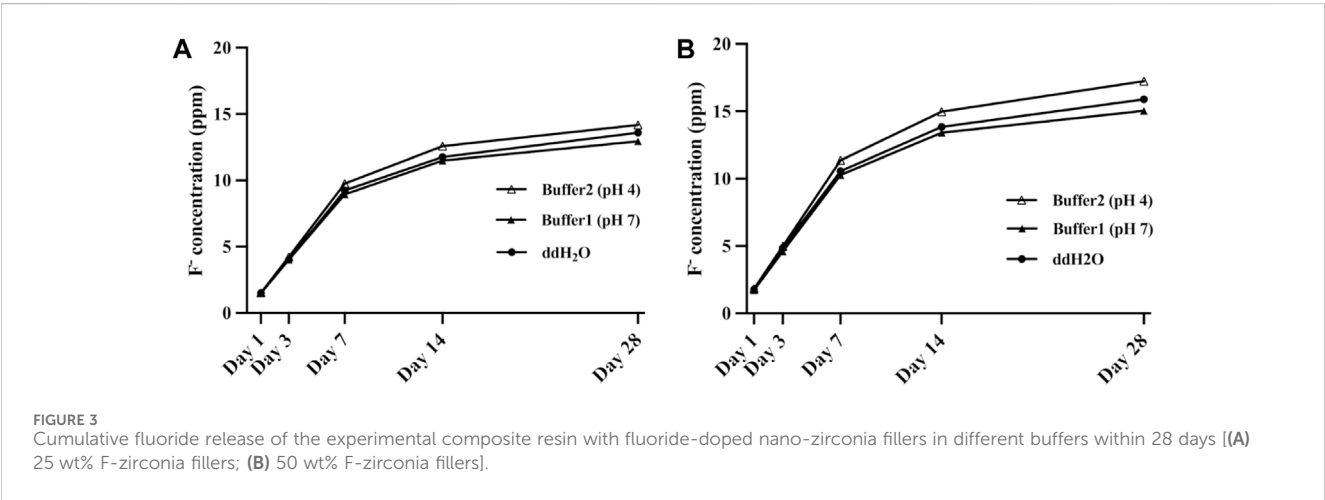 A
20
15
10
5
0
F- concentration (ppm)
Buffer2 (pH 4)
Buffer1 (pH 7)
ddH₂O
Day 1
Day 3
Day 7
Day 14
Day 28
B
20
15
10
5
0
F- concentration (ppm)
Buffer2 (pH 4)
Buffer1 (pH 7)
ddH2O
Day 1
Day 3
Day 7
Day 14
Day 28
FIGURE 3
Cumulative fluoride release of the experimental composite resin with fluoride-doped nano-zirconia fillers in different buffers within 28 days [(A)
25 wt% F-zirconia fillers; (B) 50 wt% F-zirconia fillers].